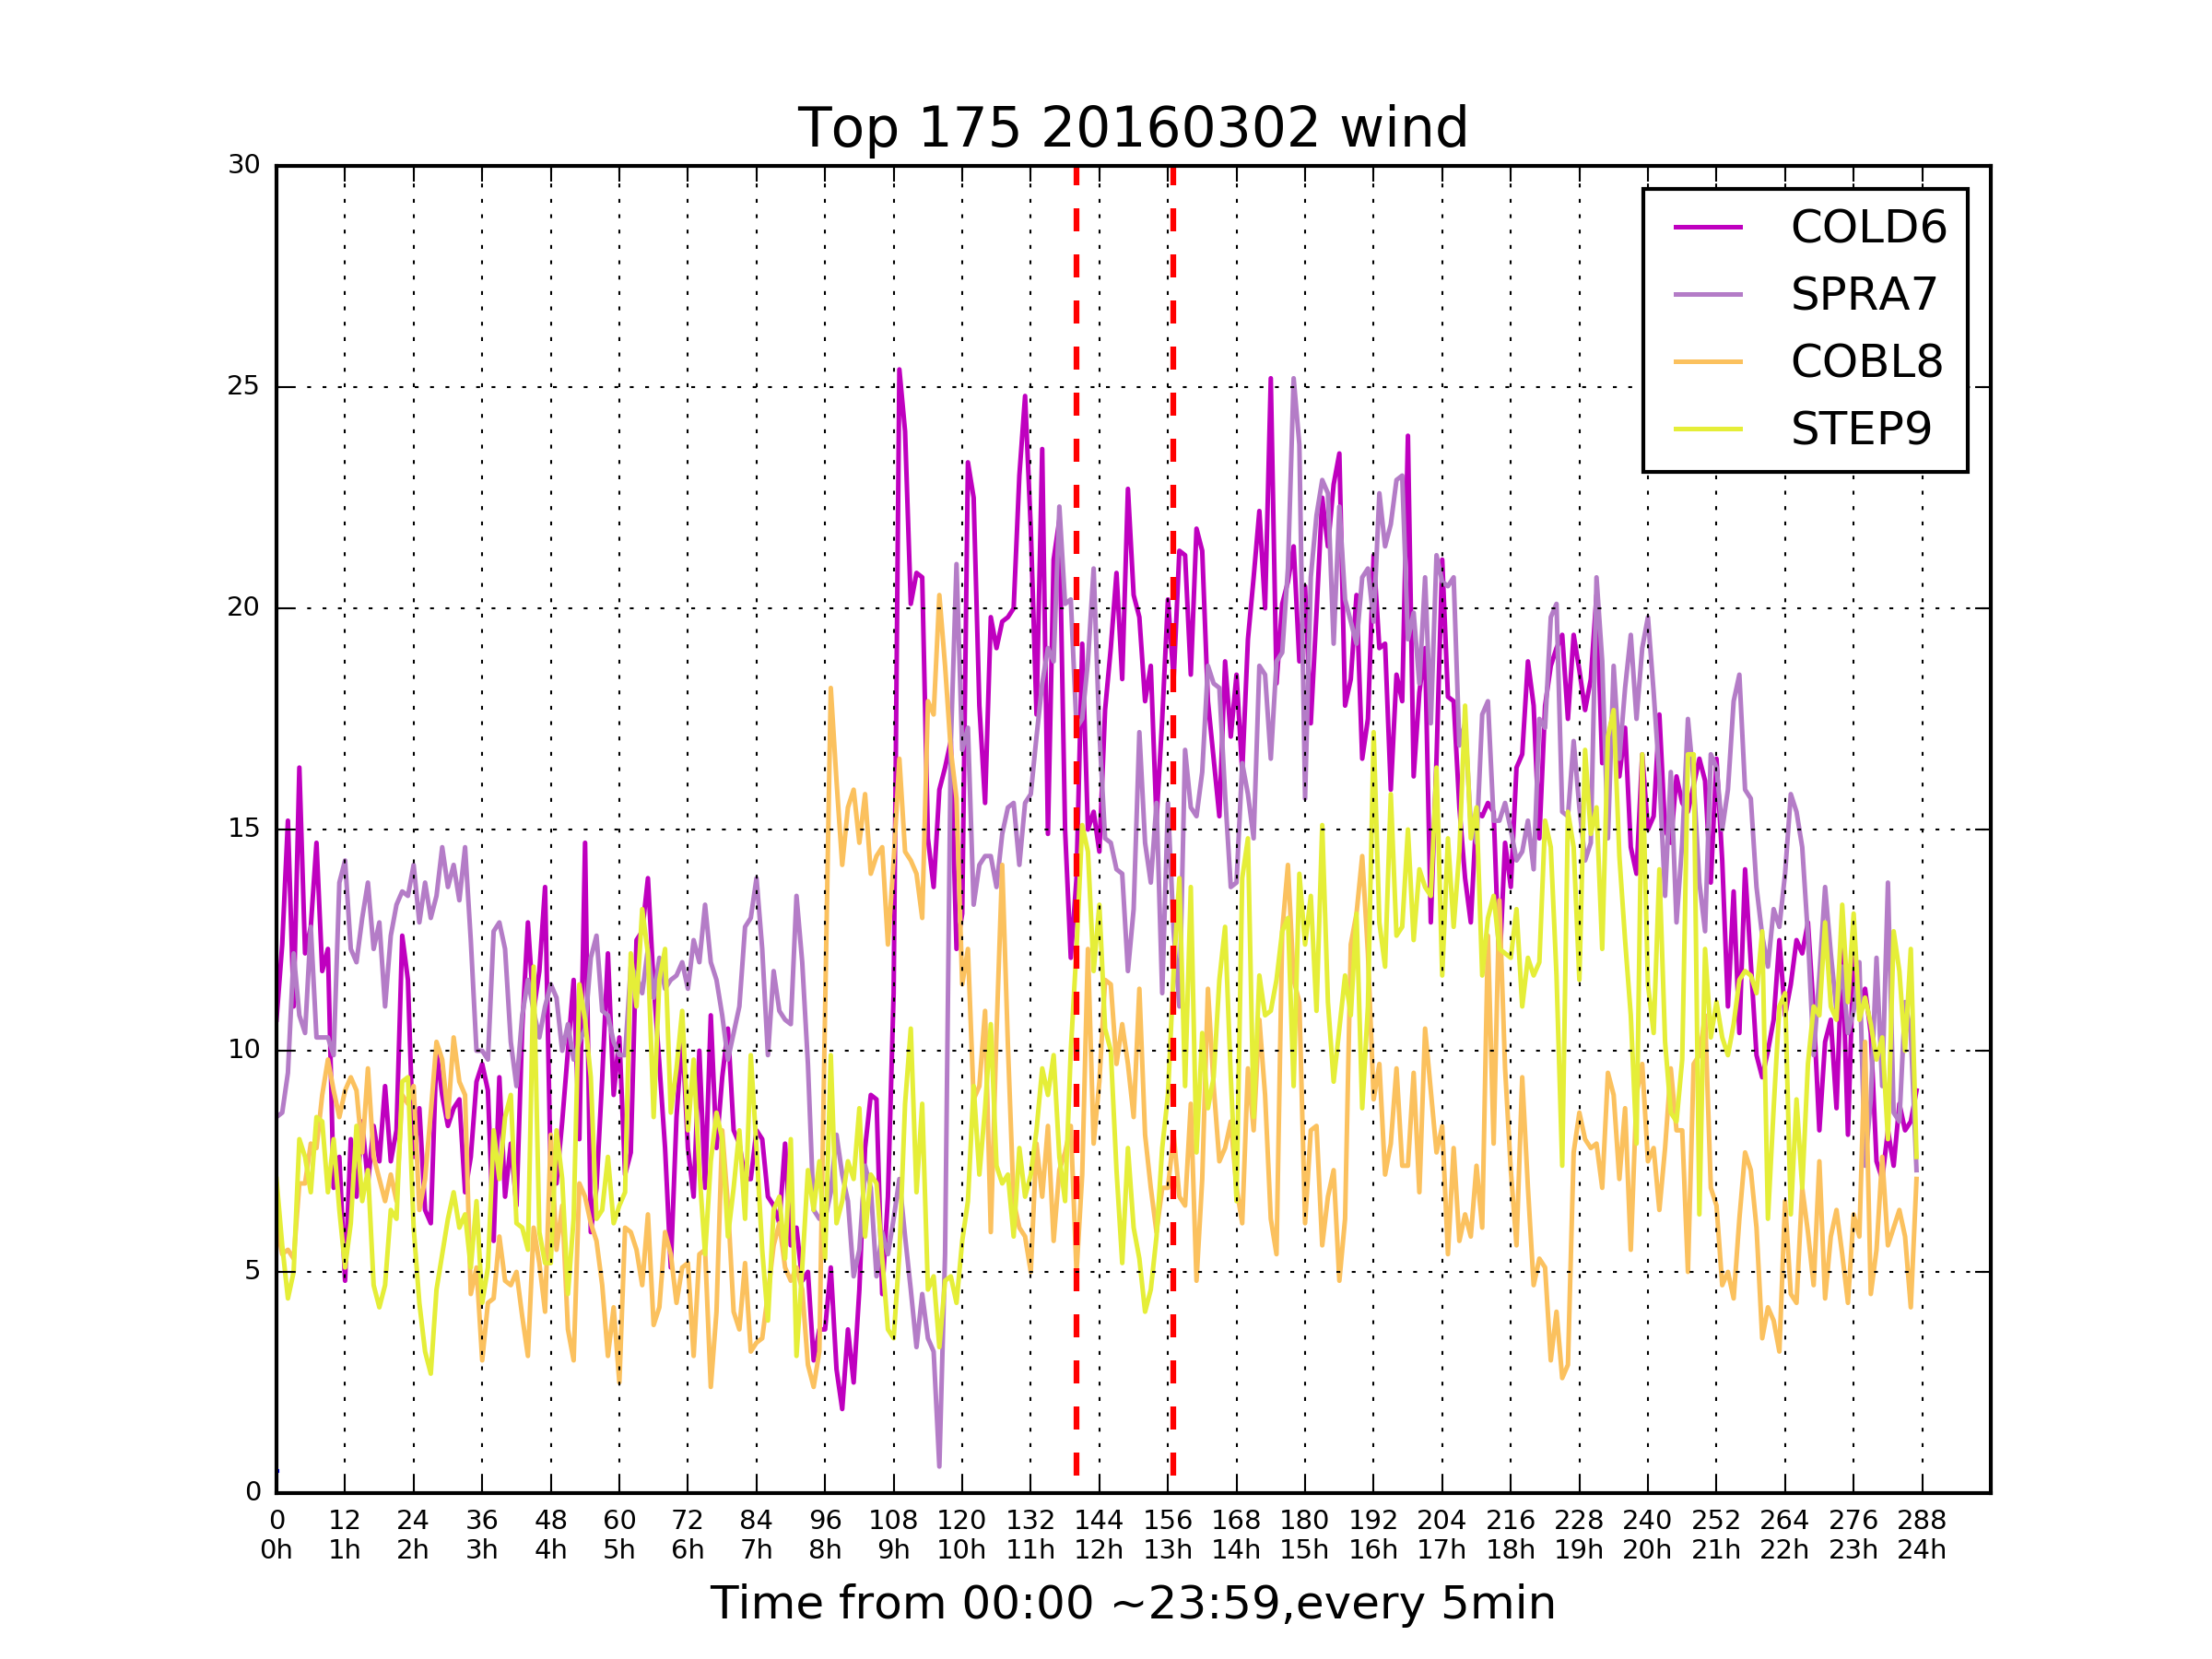 Top 175 20160302 wind
30
25
20
15
10
5
0
COLD6
SPRA7
COBL8
STEP9
0 12 24 36 48 60 72 84 96 108 120 132 144 156 168 180 192 204 216 228 240 252 264 276 288
0h 1h 2h 3h 4h 5h 6h 7h 8h 9h 10h 11h 12h 13h 14h 15h 16h 17h 18h 19h 20h 21h 22h 23h 24h
Time from 00:00 ~23:59,every 5min